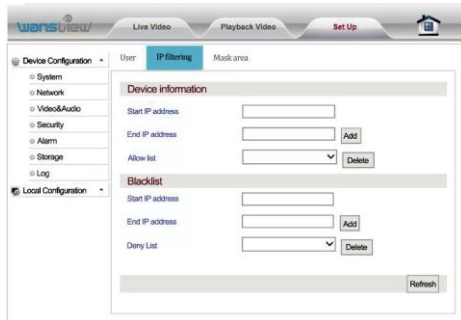 wansview
Live Video Playback Video Set Up
User IP filtering Mask area
Device Configuration
System
Network
Video&Audio
Security
Alarm
Storage
Log
Local Configuration
Device information
Start IP address
End IP address Add
Allow list Delete
Blacklist
Start IP address
End IP address Add
Deny List Delete
Refresh